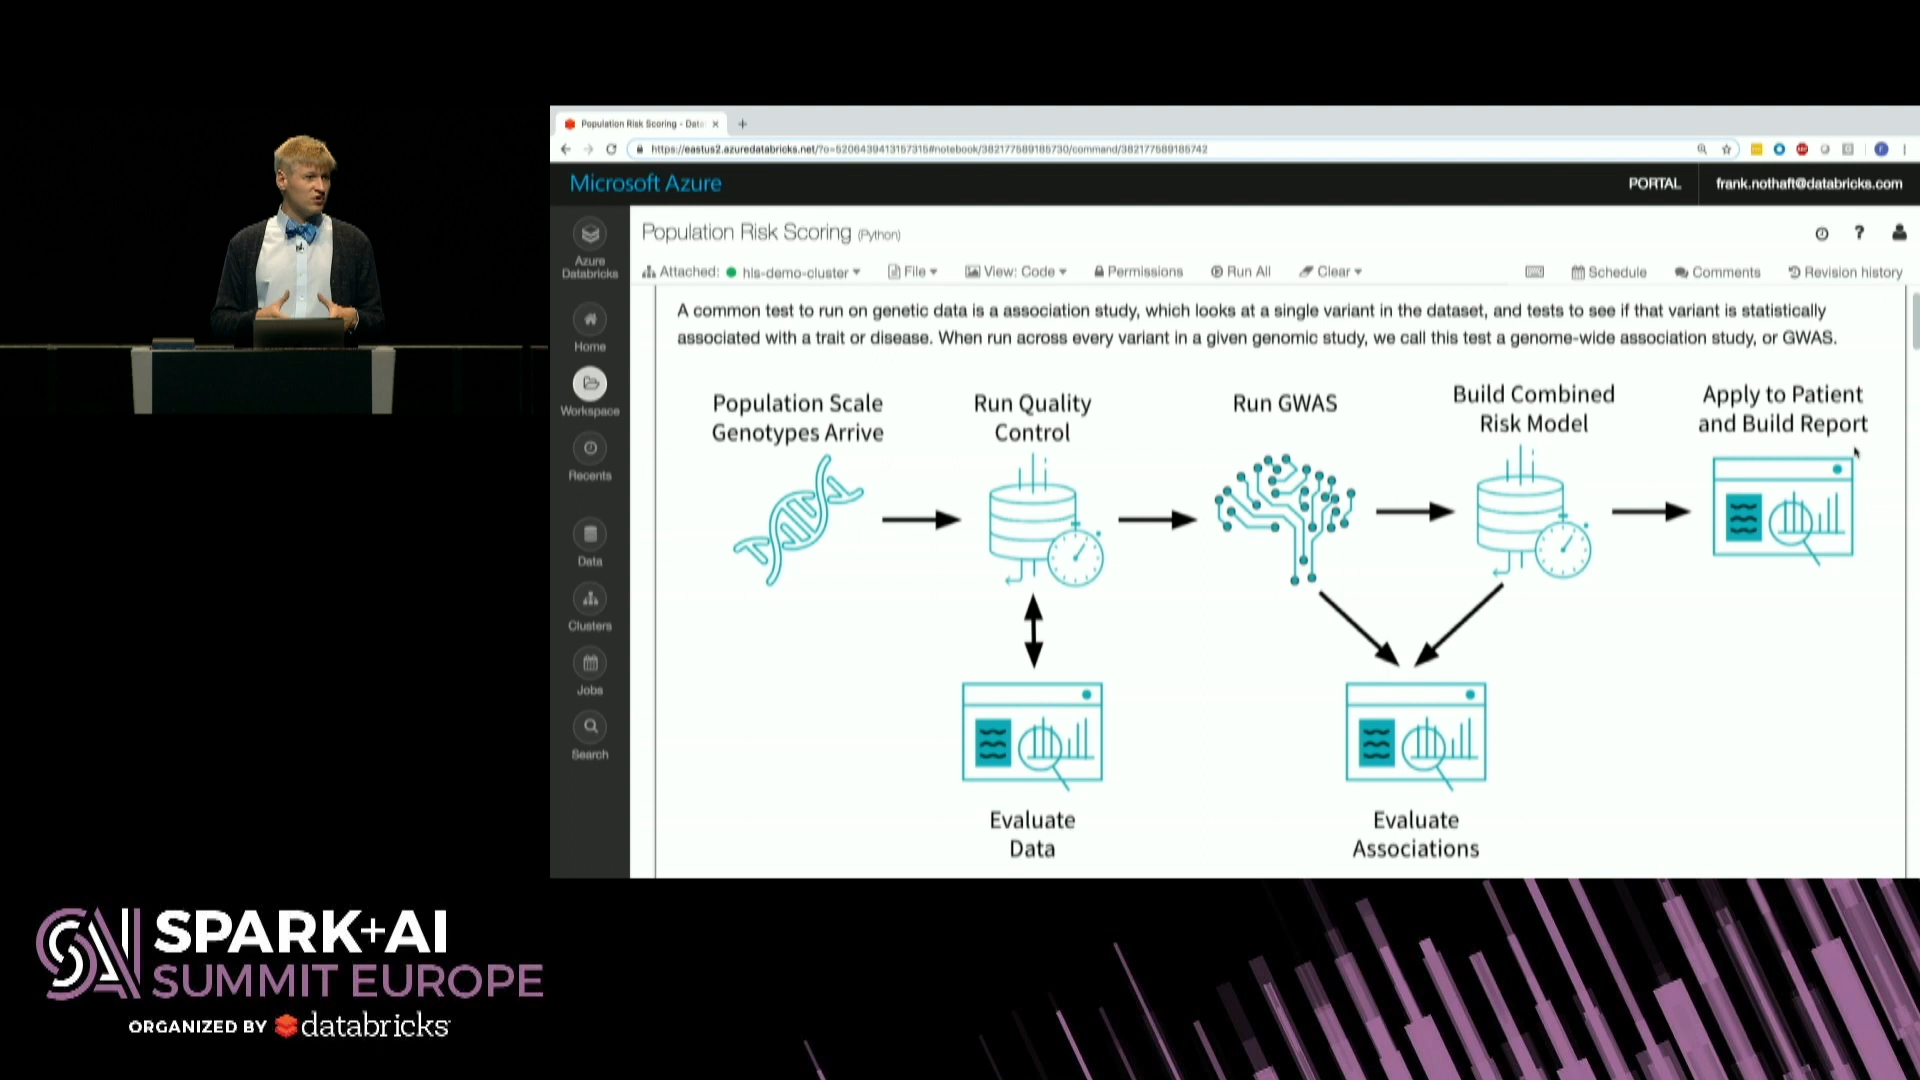 Population Risk Scoring - Data
https://eastus2.azuredatabricks.net/?o=5206439413157315#notebook/382177589185730/command/382177589185742
Microsoft Azure
PORTAL
frank.nothaft@databricks.com
Azure
Databricks
Home
Workspace
Recents
Data
Clusters
Jobs
Search
Population Risk Scoring (Python)
Attached: hls-demo-cluster
File
View: Code
Permissions
Run All
Clear
Schedule
Comments
Revision history
A common test to run on genetic data is a association study, which looks at a single variant in the dataset, and tests to see if that variant is statistically
associated with a trait or disease. When run across every variant in a given genomic study, we call this test a genome-wide association study, or GWAS.
Population Scale
Genotypes Arrive
Run Quality
Control
Run GWAS
Build Combined
Risk Model
Apply to Patient
and Build Report
Evaluate
Data
Evaluate
Associations
SPARK+AI
SUMMIT EUROPE
ORGANIZED BY databricks